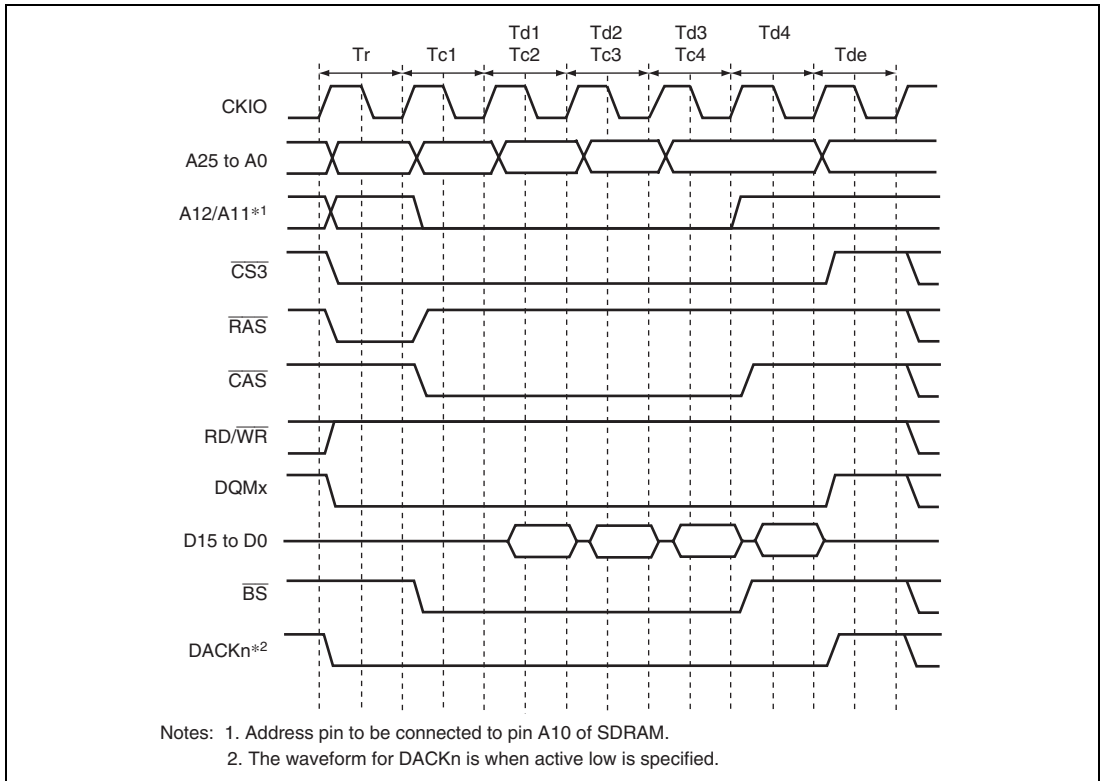 Td1 Td2 Td3 Td4
Tr Tc1 Tc2 Tc3 Tc4 Tde
CKIO
A25 to A0
A12/A11*1
CS3
RAS
CAS
RD/WR
DQMx
D15 to D0
BS
DACKn*2
Notes: 1. Address pin to be connected to pin A10 of SDRAM.
2. The waveform for DACKn is when active low is specified.